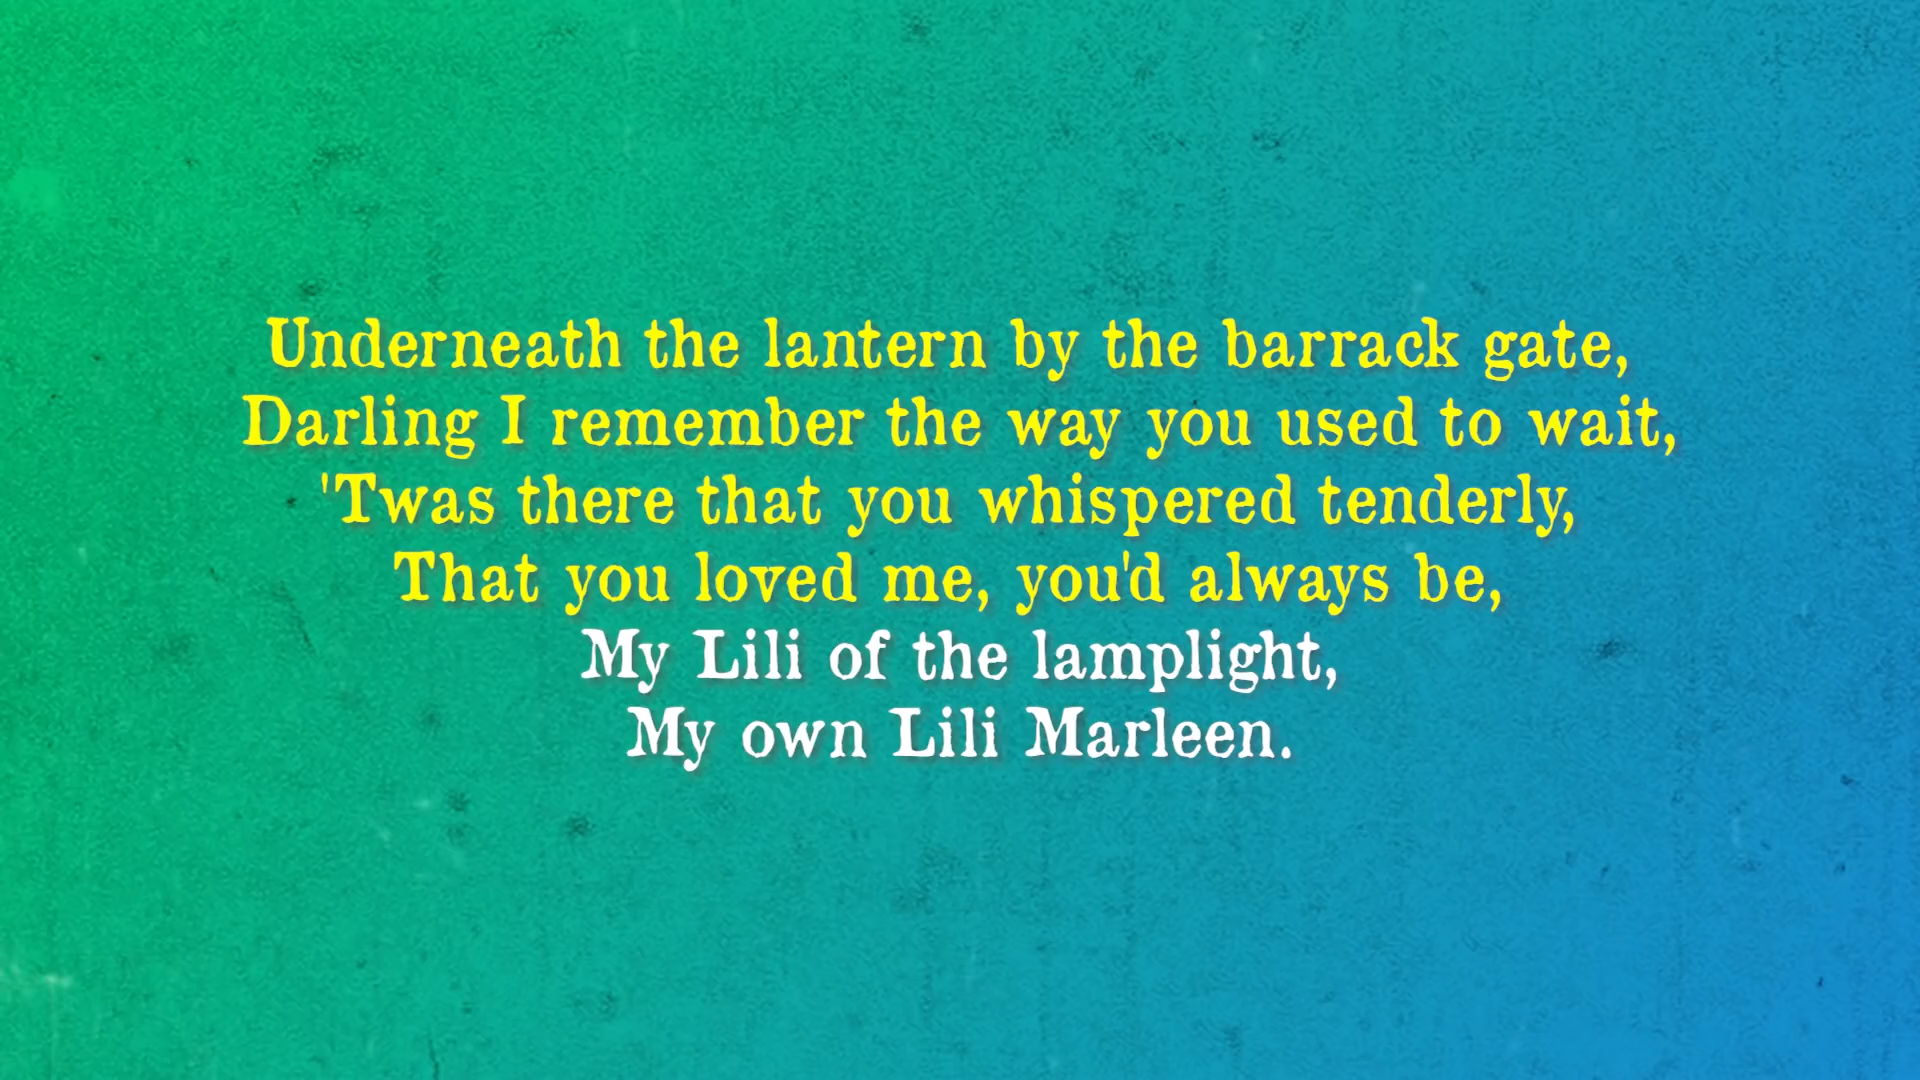 Underneath the lantern by the barrack gate,
Darling I remember the way you used to wait,
'Twas there that you whispered tenderly,
That you loved me, you'd always be,
My Lili of the lamplight,
My own Lili Marleen.